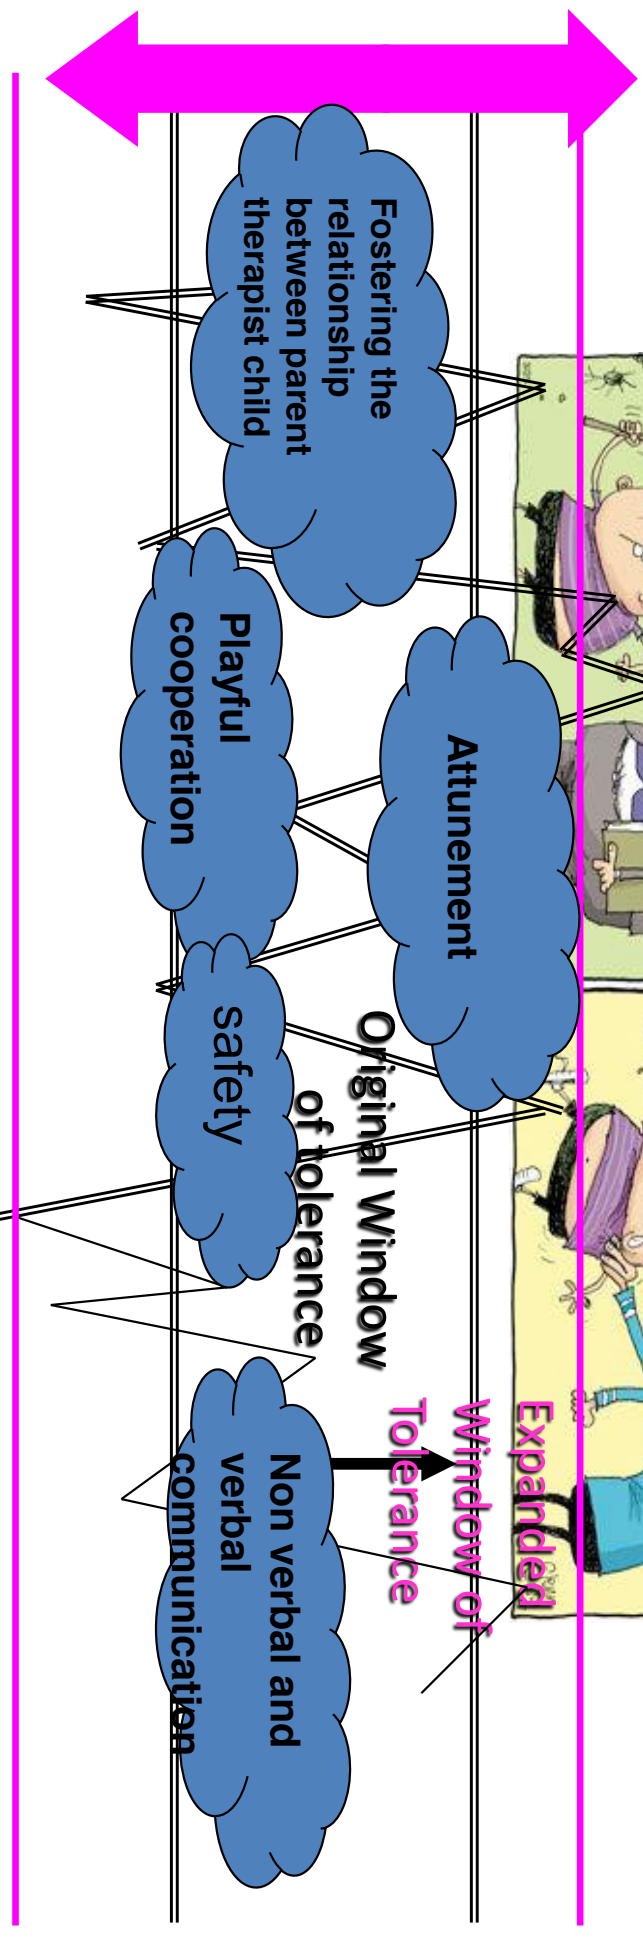 Fostering the
relationship
between parent
therapist child
Playful
cooperation
Attunement
safety
Original Window
of tolerance
Expanded
Window of
Tolerance
Non verbal and
verbal
communication